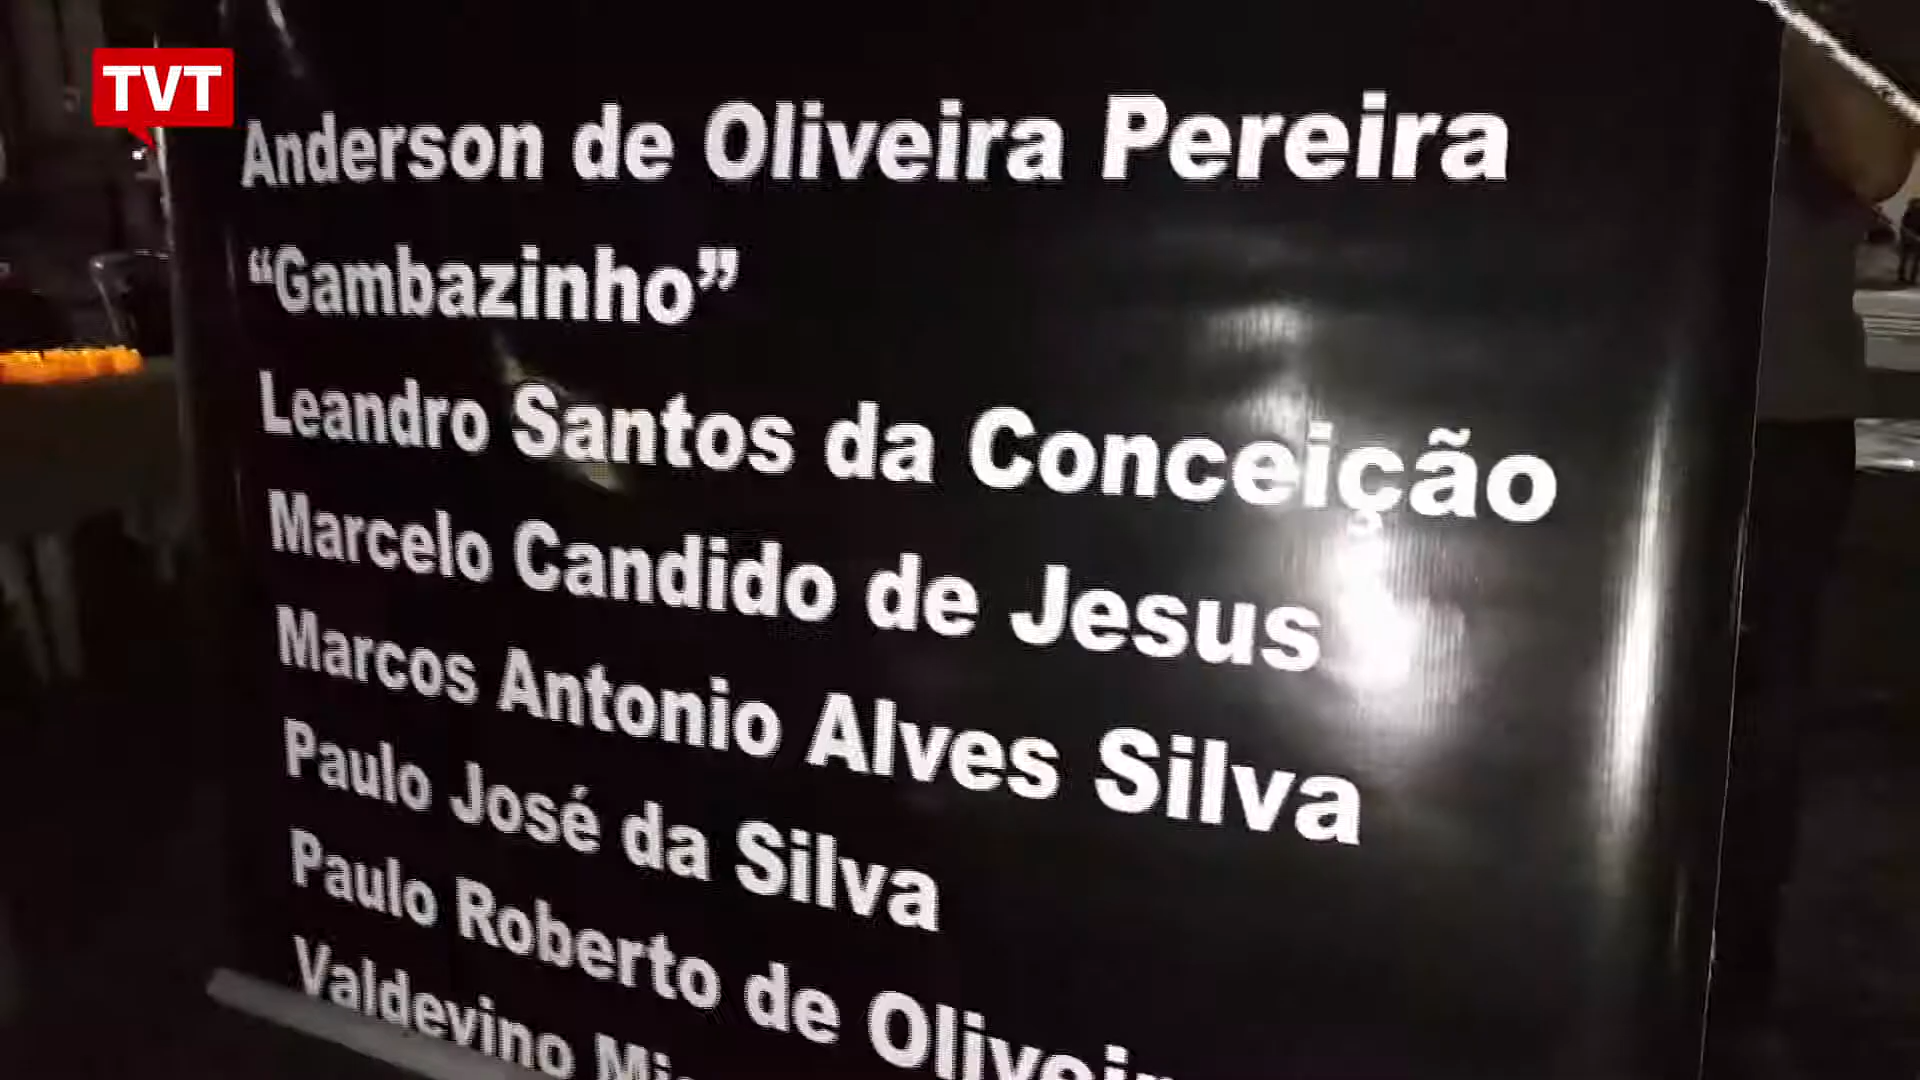 TVT
Anderson de Oliveira Pereira
“Gambazinho”
Leandro Santos da Conceição
Marcelo Candido de Jesus
Marcos Antonio Alves Silva
Paulo José da Silva
Paulo Roberto de
Valdevino